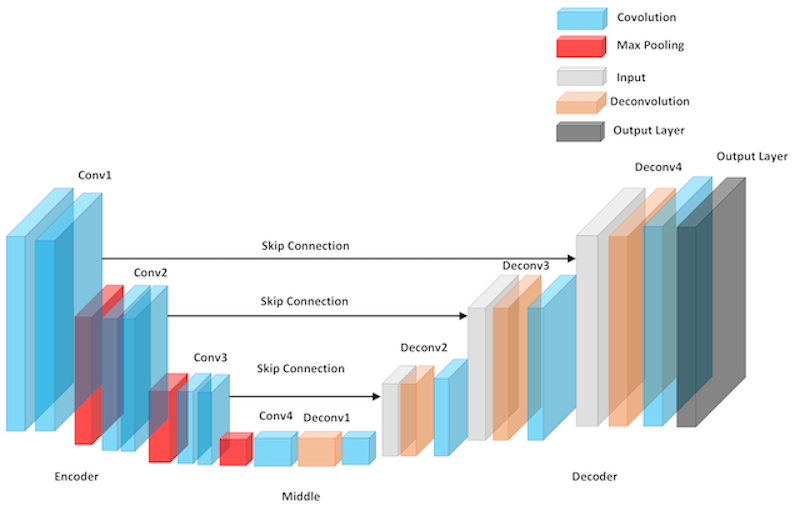 Covolution
Max Pooling
Input
Deconvolution
Output Layer
Output Layer
Deconv4
Conv1
Skip Connection
Deconv3
Conv2
Skip Connection
Deconv2
Conv3
Skip Connection
Conv4
Deconv1
Encoder
Decoder
Middle